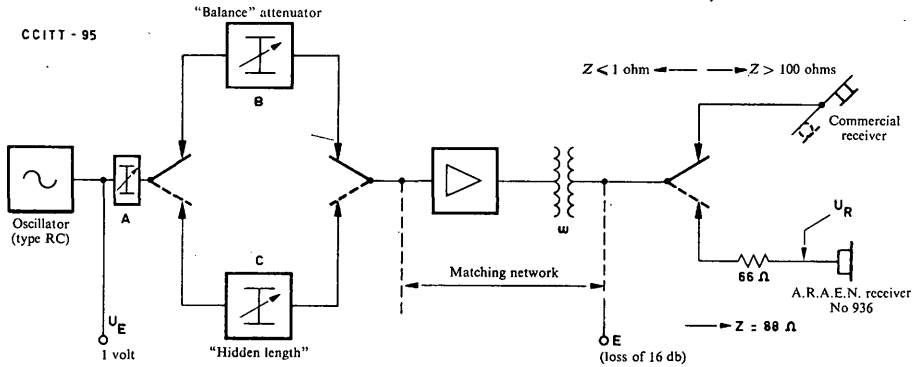 "Balance" attenuator
CCITT - 95
B
Z < 1 ohm
Z > 100 ohms
Commercial
receiver
Oscillator
(type RC)
A
ω
U_R
C
Matching network
66 Ω
A.R.A.E.N. receiver
No 936
U_E
1 volt
"Hidden length"
E
(loss of 16 db)
Z = 88 Ω